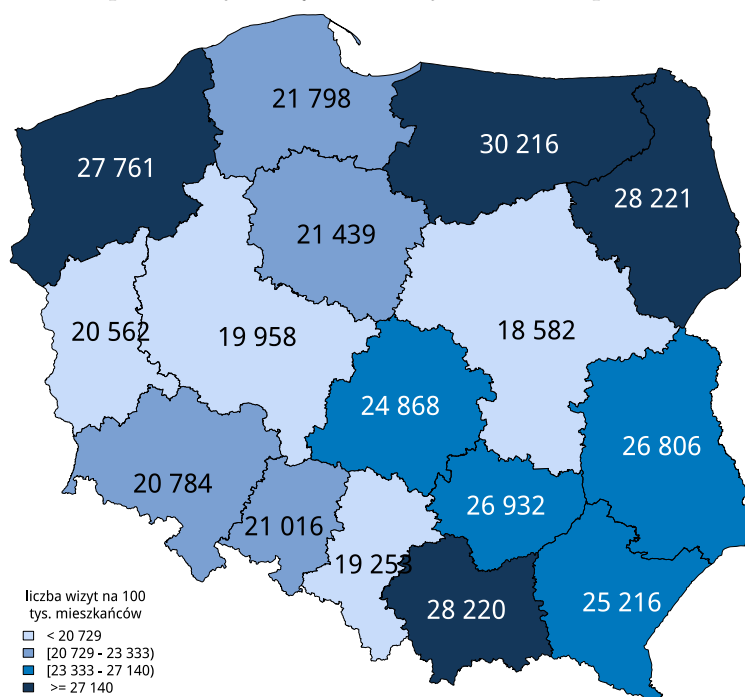 21 798
30 216
27 761
28 221
21 439
20 562
19 958
18 582
24 868
26 806
20 784
26 932
21 016
19 253
28 220
25 216
liczba wizyt na 100
tys. mieszkańców
< 20 729
[20 729 - 23 333)
[23 333 - 27 140)
>= 27 140